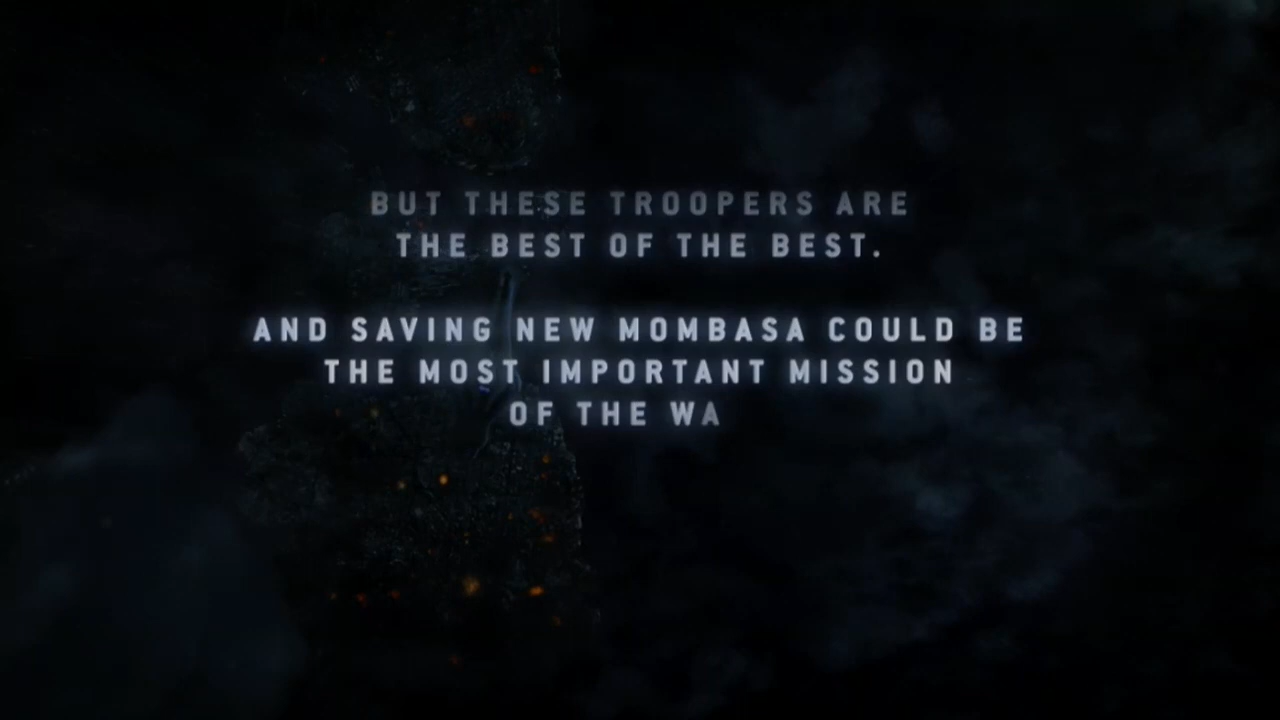 BUT THESE TROOPERS ARE
THE BEST OF THE BEST.
AND SAVING NEW MOMBASA COULD BE
THE MOST IMPORTANT MISSION
OF THE WA